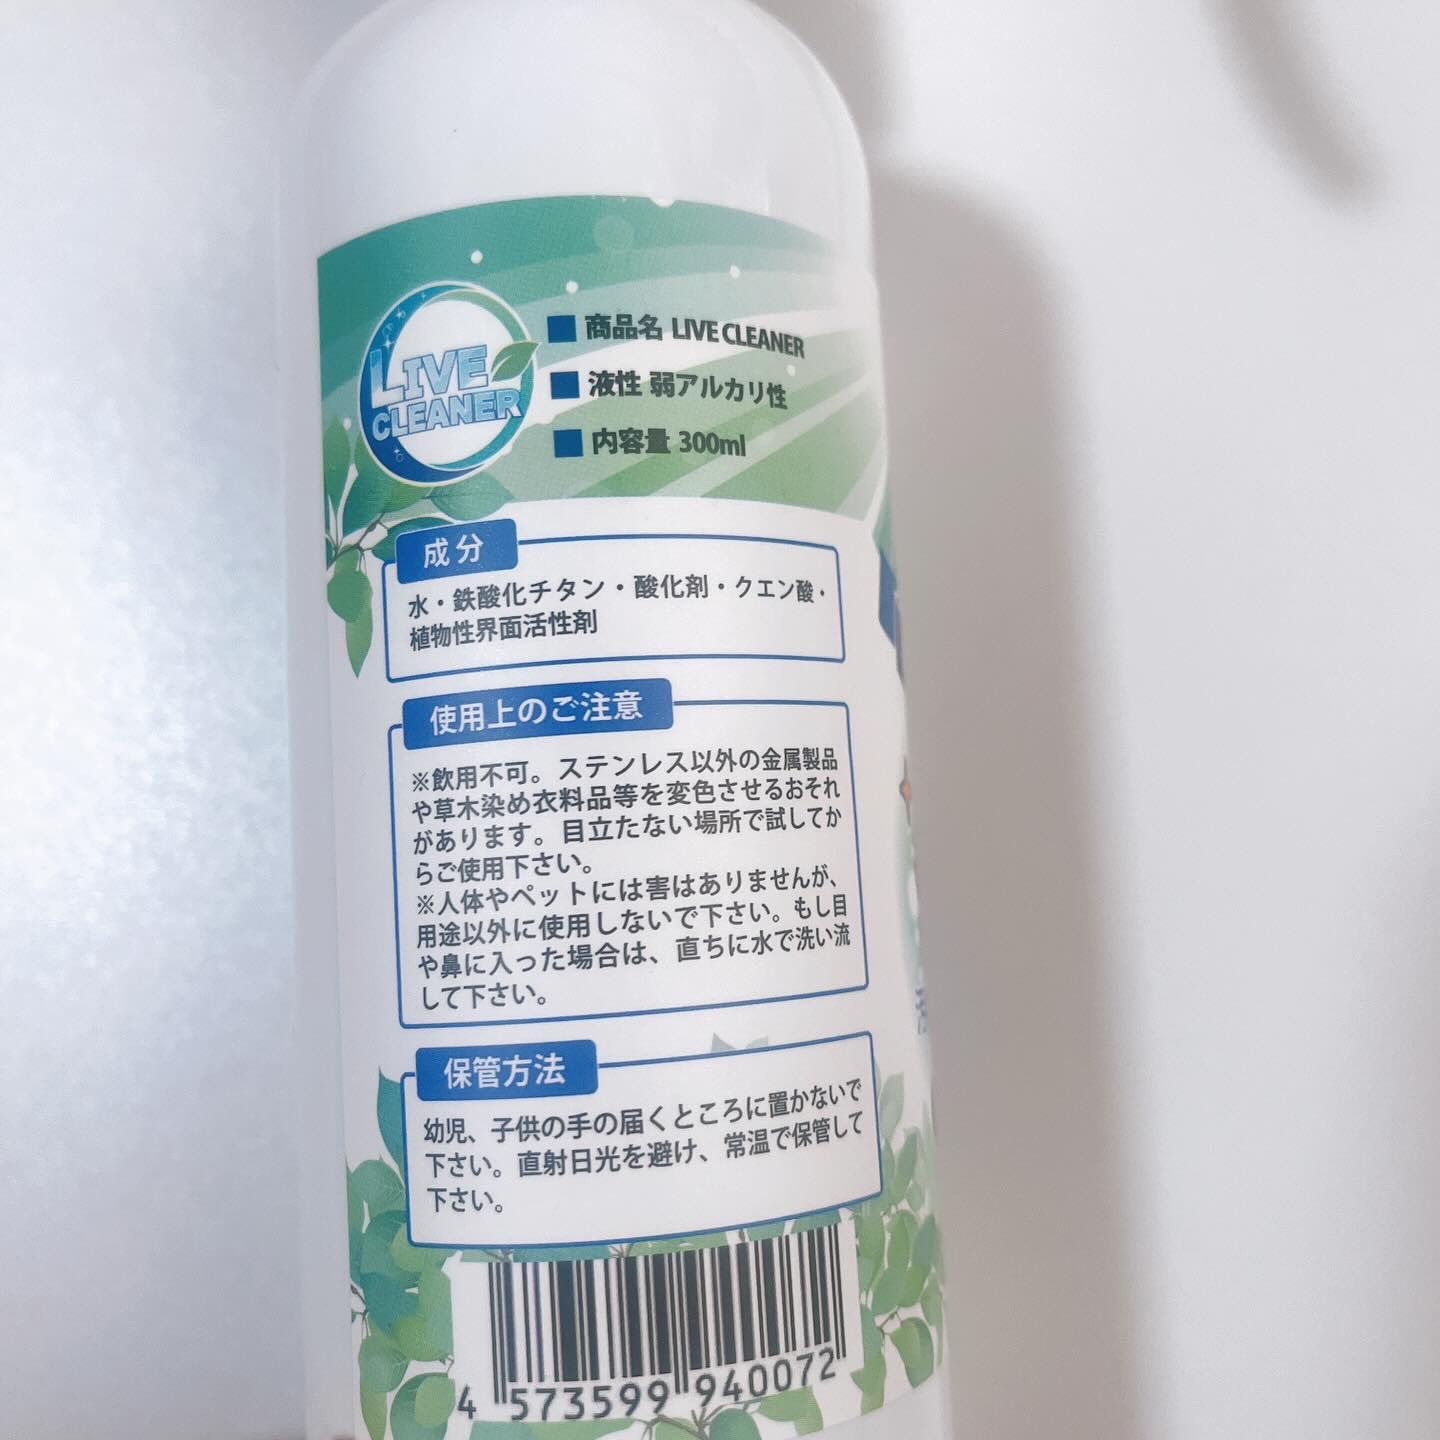 LIVE
CLEANER
■ 商品名 LIVE CLEANER
■ 液性 弱アルカリ性
■ 内容量 300ml
成分
水・鉄酸化チタン・酸化剤・クエン酸・
植物性界面活性剤
使用上のご注意
※飲用不可。ステンレス以外の金属製品
や草木染め衣料品等を変色させるおそれ
があります。目立たない場所で試してか
らご使用下さい。
※人体やペットには害はありませんが、
用途以外に使用しないで下さい。もし目
や鼻に入った場合は、直ちに水で洗い流
して下さい。
保管方法
幼児、子供の手の届くところに置かないで
下さい。直射日光を避け、常温で保管して
下さい。
4 573599 940072